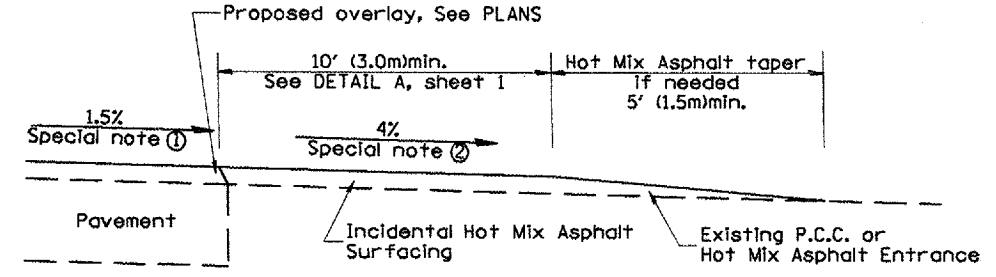 Proposed overlay, See PLANS
10' (3.0m)min.
See DETAIL A, sheet 1
Hot Mix Asphalt taper
if needed
5' (1.5m)min.
1.5%
Special note ①
4%
Special note ②
Pavement
Incidental Hot Mix Asphalt
Surfacing
Existing P.C.C. or
Hot Mix Asphalt Entrance